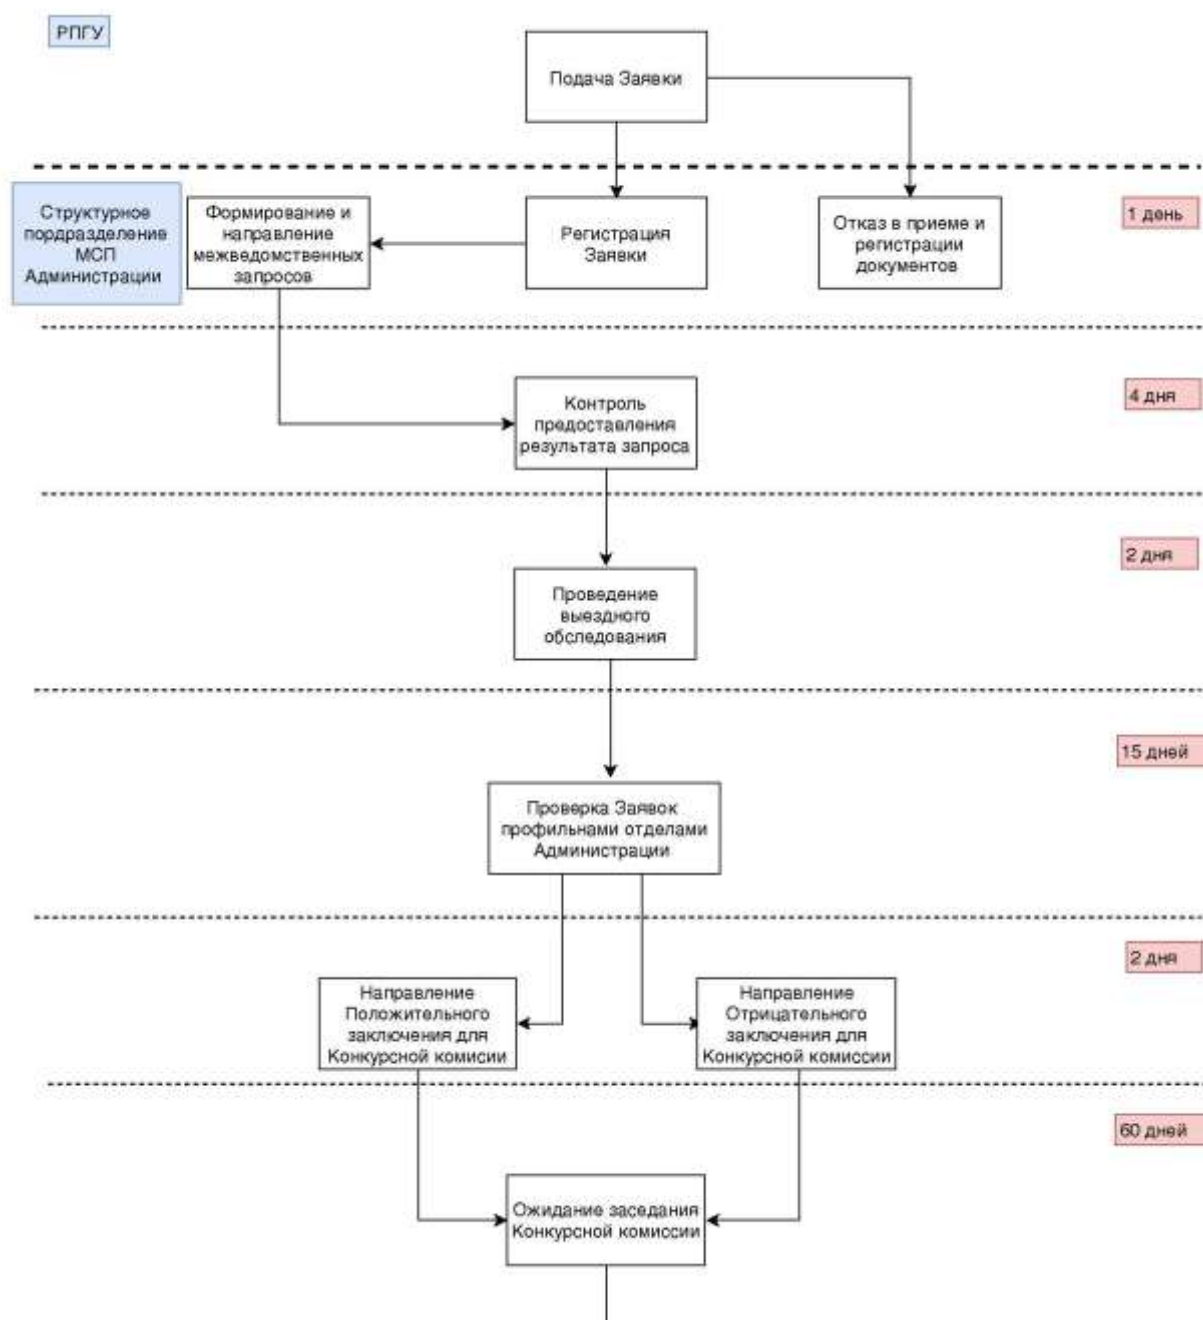 РПГУ
Подача Заявки
Структурное
пордразделение
МСП
Администрации
Формирование и
направление
межведомственных
запросов
Регистрация
Заявки
Отказ в приеме и
регистрации
документов
1 день
Контроль
предоставления
результата запроса
4 дня
2 дня
Проведение
выездного
обследования
15 дней
Проверка Заявок
профильнами отделами
Администрации
2 дня
Направление
Положительного
заключения для
Конкурсной комисии
Направление
Отрицательного
заключения для
Конкурсной комиссии
60 дней
Ожидание заседания
Конкурсной комиссии